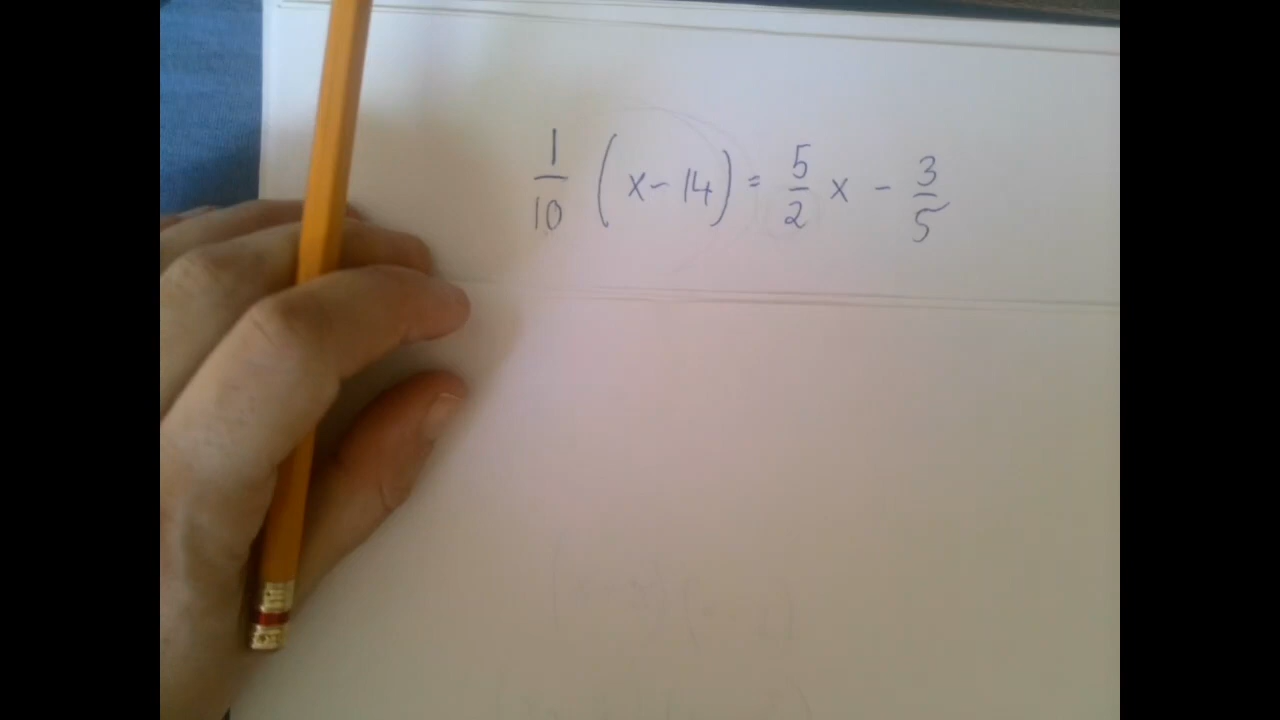 1/10 (x - 14) = 5/2 x - 3/5